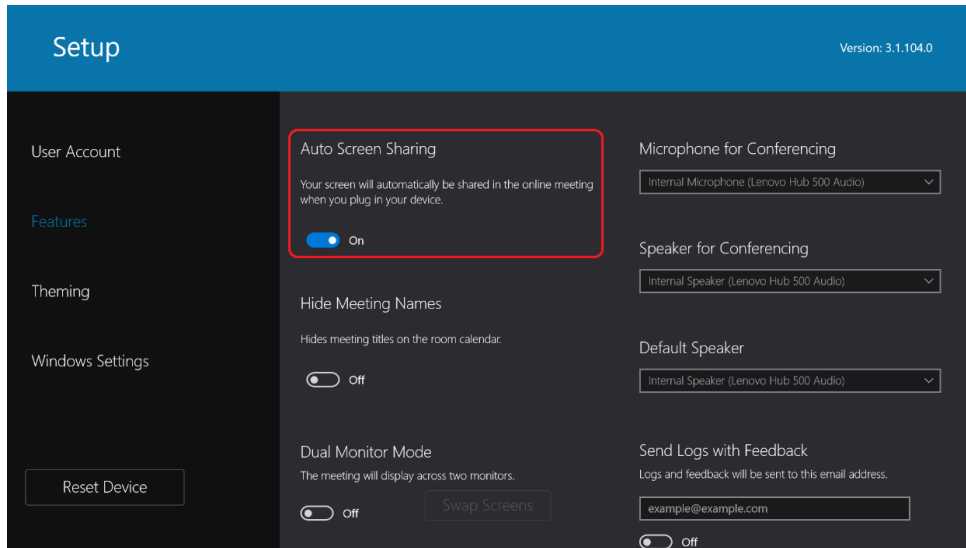 Setup
Version: 3.1.104.0
User Account
Features
Theming
Windows Settings
Reset Device
Auto Screen Sharing
Your screen will automatically be shared in the online meeting
when you plug in your device.
On
Hide Meeting Names
Hides meeting titles on the room calendar.
Off
Dual Monitor Mode
The meeting will display across two monitors.
Off
Swap Screens
Microphone for Conferencing
Internal Microphone (Lenovo Hub 500 Audio)
Speaker for Conferencing
Internal Speaker (Lenovo Hub 500 Audio)
Default Speaker
Internal Speaker (Lenovo Hub 500 Audio)
Send Logs with Feedback
Logs and feedback will be sent to this email address.
example@example.com
Off